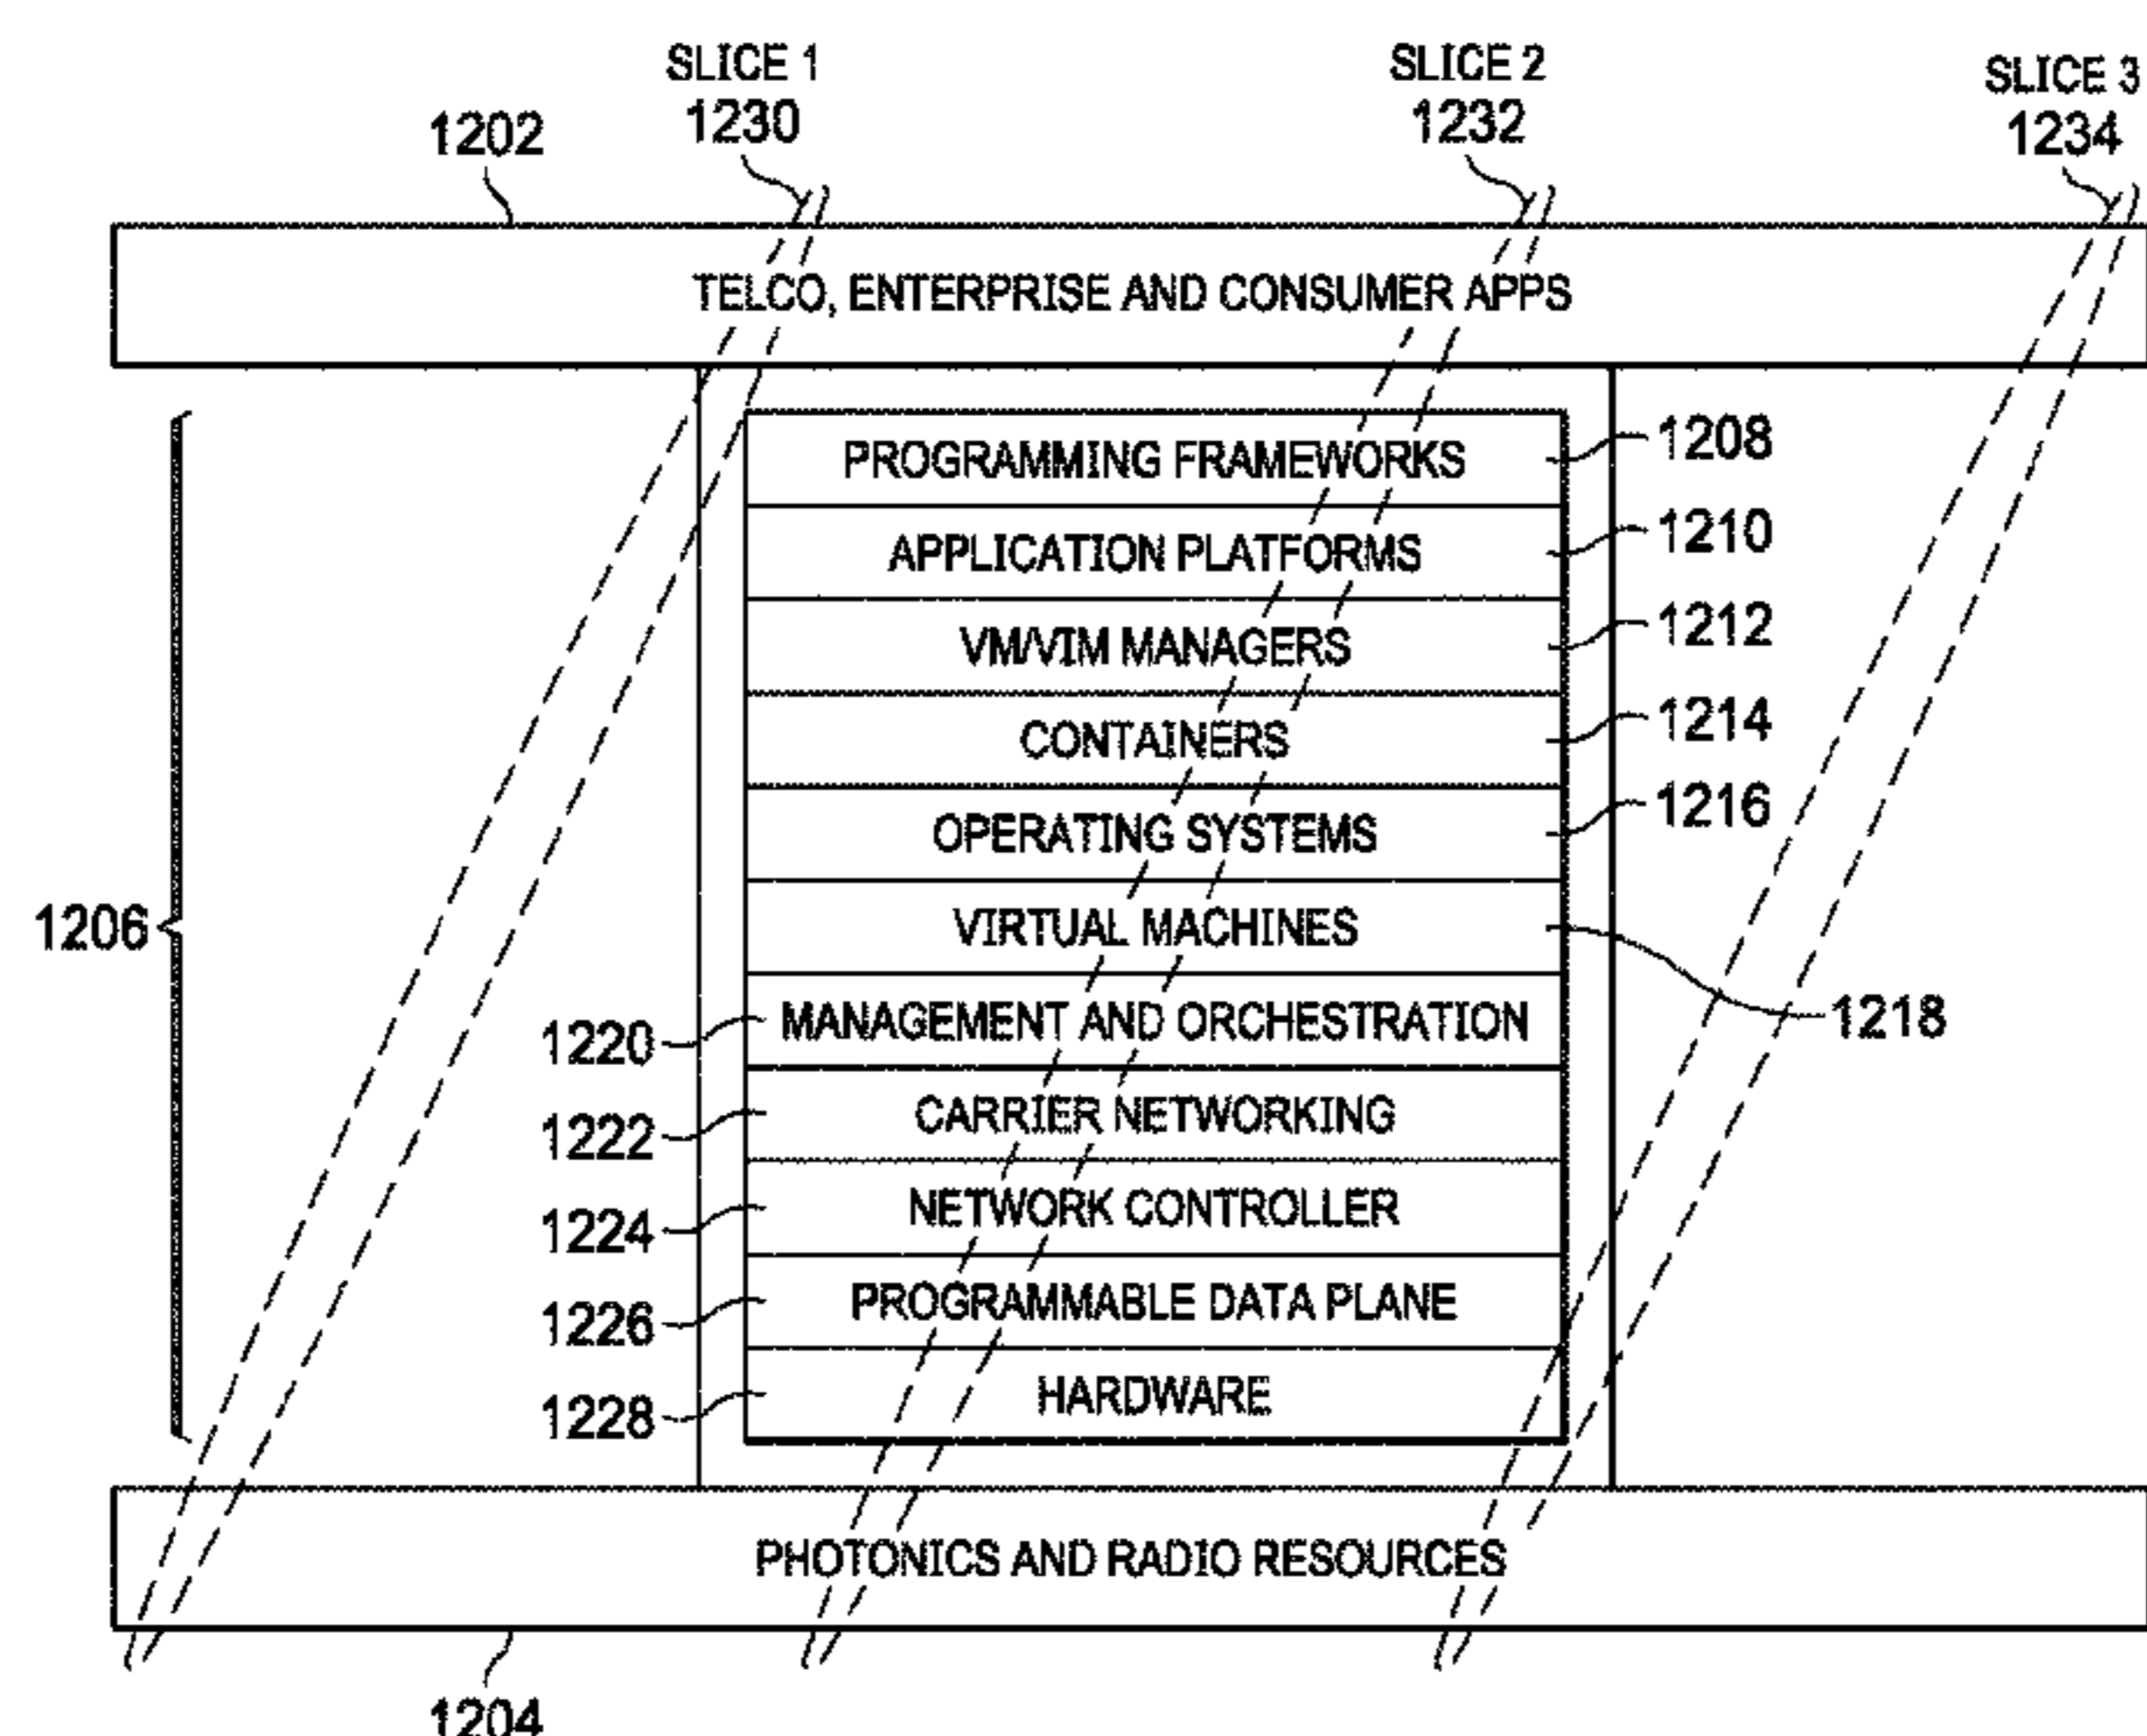 SLICE 1
1230
SLICE 2
1232
SLICE 3
1234
1202
TELCO, ENTERPRISE AND CONSUMER APPS
PROGRAMMING FRAMEWORKS
1208
APPLICATION PLATFORMS
1210
VM/VIM MANAGERS
1212
CONTAINERS
1214
OPERATING SYSTEMS
1216
1206
VIRTUAL MACHINES
1218
1220
MANAGEMENT AND ORCHESTRATION
1222
CARRIER NETWORKING
1224
NETWORK CONTROLLER
1226
PROGRAMMABLE DATA PLANE
1228
HARDWARE
PHOTONICS AND RADIO RESOURCES
1204